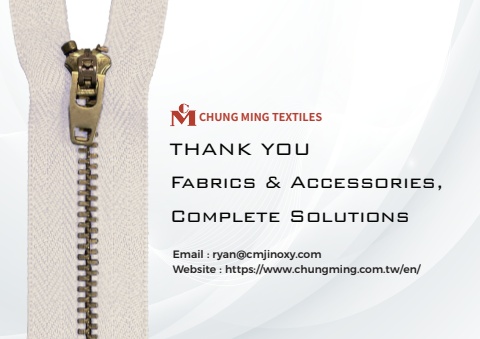 CM CHUNG MING TEXTILES
THANK YOU
Fabrics & Accessories,
Complete Solutions
Email : ryan@cmjinoxy.com
Website : https://www.chungming.com.tw/en/